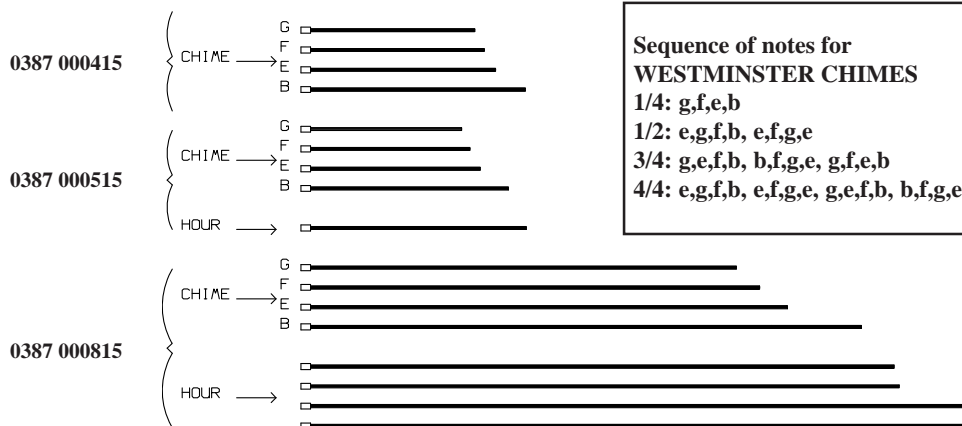 G
F
0387 000415 CHIME E
B
G
CHIME F
E
0387 000515 B
HOUR
G
F
CHIME E
B
0387 000815
HOUR
Sequence of notes for
WESTMINSTER CHIMES
1/4: g,f,e,b
1/2: e,g,f,b, e,f,g,e
3/4: g,e,f,b, b,f,g,e, g,f,e,b
4/4: e,g,f,b, e,f,g,e, g,e,f,b, b,f,g,e